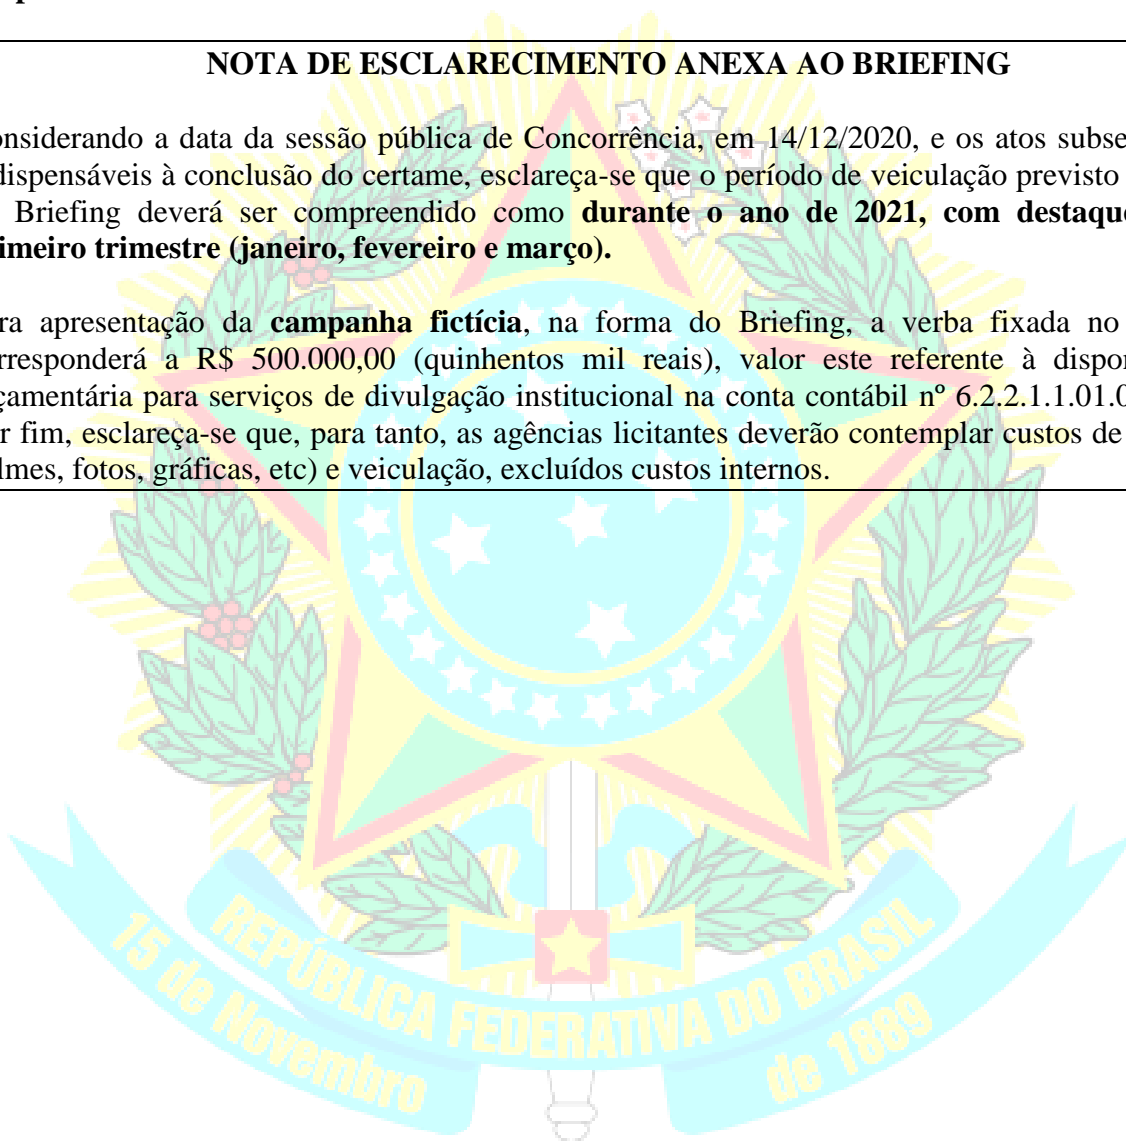 NOTA DE ESCLARECIMENTO ANEXA AO BRIEFING
onsiderando a data da sessão pública de Concorrência, em 14/12/2020, e os atos subse
dispensáveis à conclusão do certame, esclareça-se que o período de veiculação previsto
Briefing deverá ser compreendido como durante o ano de 2021, com destaque
imeiro trimestre (janeiro, fevereiro e março).
ra apresentação da campanha fictícia, na forma do Briefing, a verba fixada no
rresponderá a R$ 500.000,00 (quinhentos mil reais), valor este referente à dispor
çamentária para serviços de divulgação institucional na conta contábil nº 6.2.2.1.1.01.0
r fim, esclareça-se que, para tanto, as agências licitantes deverão contemplar custos de
lmes, fotos, gráficas, etc) e veiculação, excluídos custos internos.
REPÚBLICA FEDERATIVA DO BRASIL
15 de Novembro
de 1889